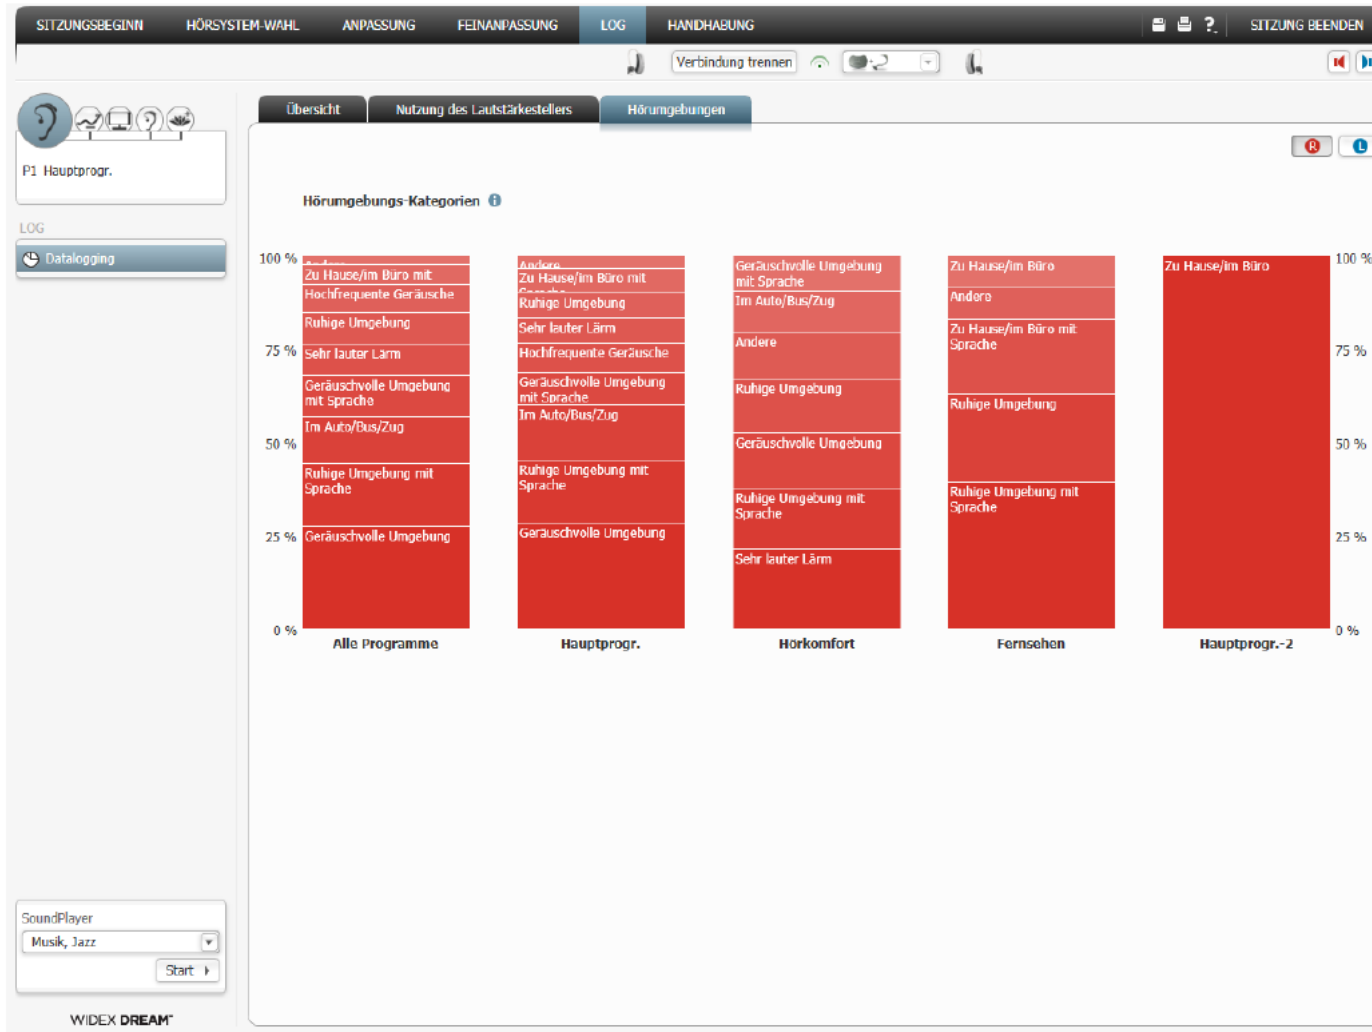 SITZUNGSBEGINN HÖRSYSTEM-WAHL ANPASSUNG FEINANPASSUNG LOG HANDHABUNG ? SITZUNG BEENDEN
Verbindung trennen
Übersicht Nutzung des Lautstärkestellers Hörumgebungen
R L
P1 Hauptprogr.
LOG
Datalogging
Hörumgebungs-Kategorien i
100 %
75 %
50 %
25 %
0 %
Andere
Zu Hause/im Büro mit
Hochfrequente Geräusche
Ruhige Umgebung
Sehr lauter Lärm
Geräuschvolle Umgebung
mit Sprache
Im Auto/Bus/Zug
Ruhige Umgebung mit
Sprache
Geräuschvolle Umgebung
Alle Programme
Andere
Zu Hause/im Büro mit
Sprache
Ruhige Umgebung
Sehr lauter Lärm
Hochfrequente Geräusche
Geräuschvolle Umgebung
mit Sprache
Im Auto/Bus/Zug
Ruhige Umgebung mit
Sprache
Geräuschvolle Umgebung
Hauptprogr.
Geräuschvolle Umgebung
mit Sprache
Im Auto/Bus/Zug
Andere
Ruhige Umgebung
Geräuschvolle Umgebung
Ruhige Umgebung mit
Sprache
Sehr lauter Lärm
Hörkomfort
Zu Hause/im Büro
Andere
Zu Hause/im Büro mit
Sprache
Ruhige Umgebung
Ruhige Umgebung mit
Sprache
Fernsehen
Zu Hause/im Büro
Hauptprogr.-2
100 %
75 %
50 %
25 %
0 %
SoundPlayer
Musik, Jazz
Start
WIDEX DREAM™